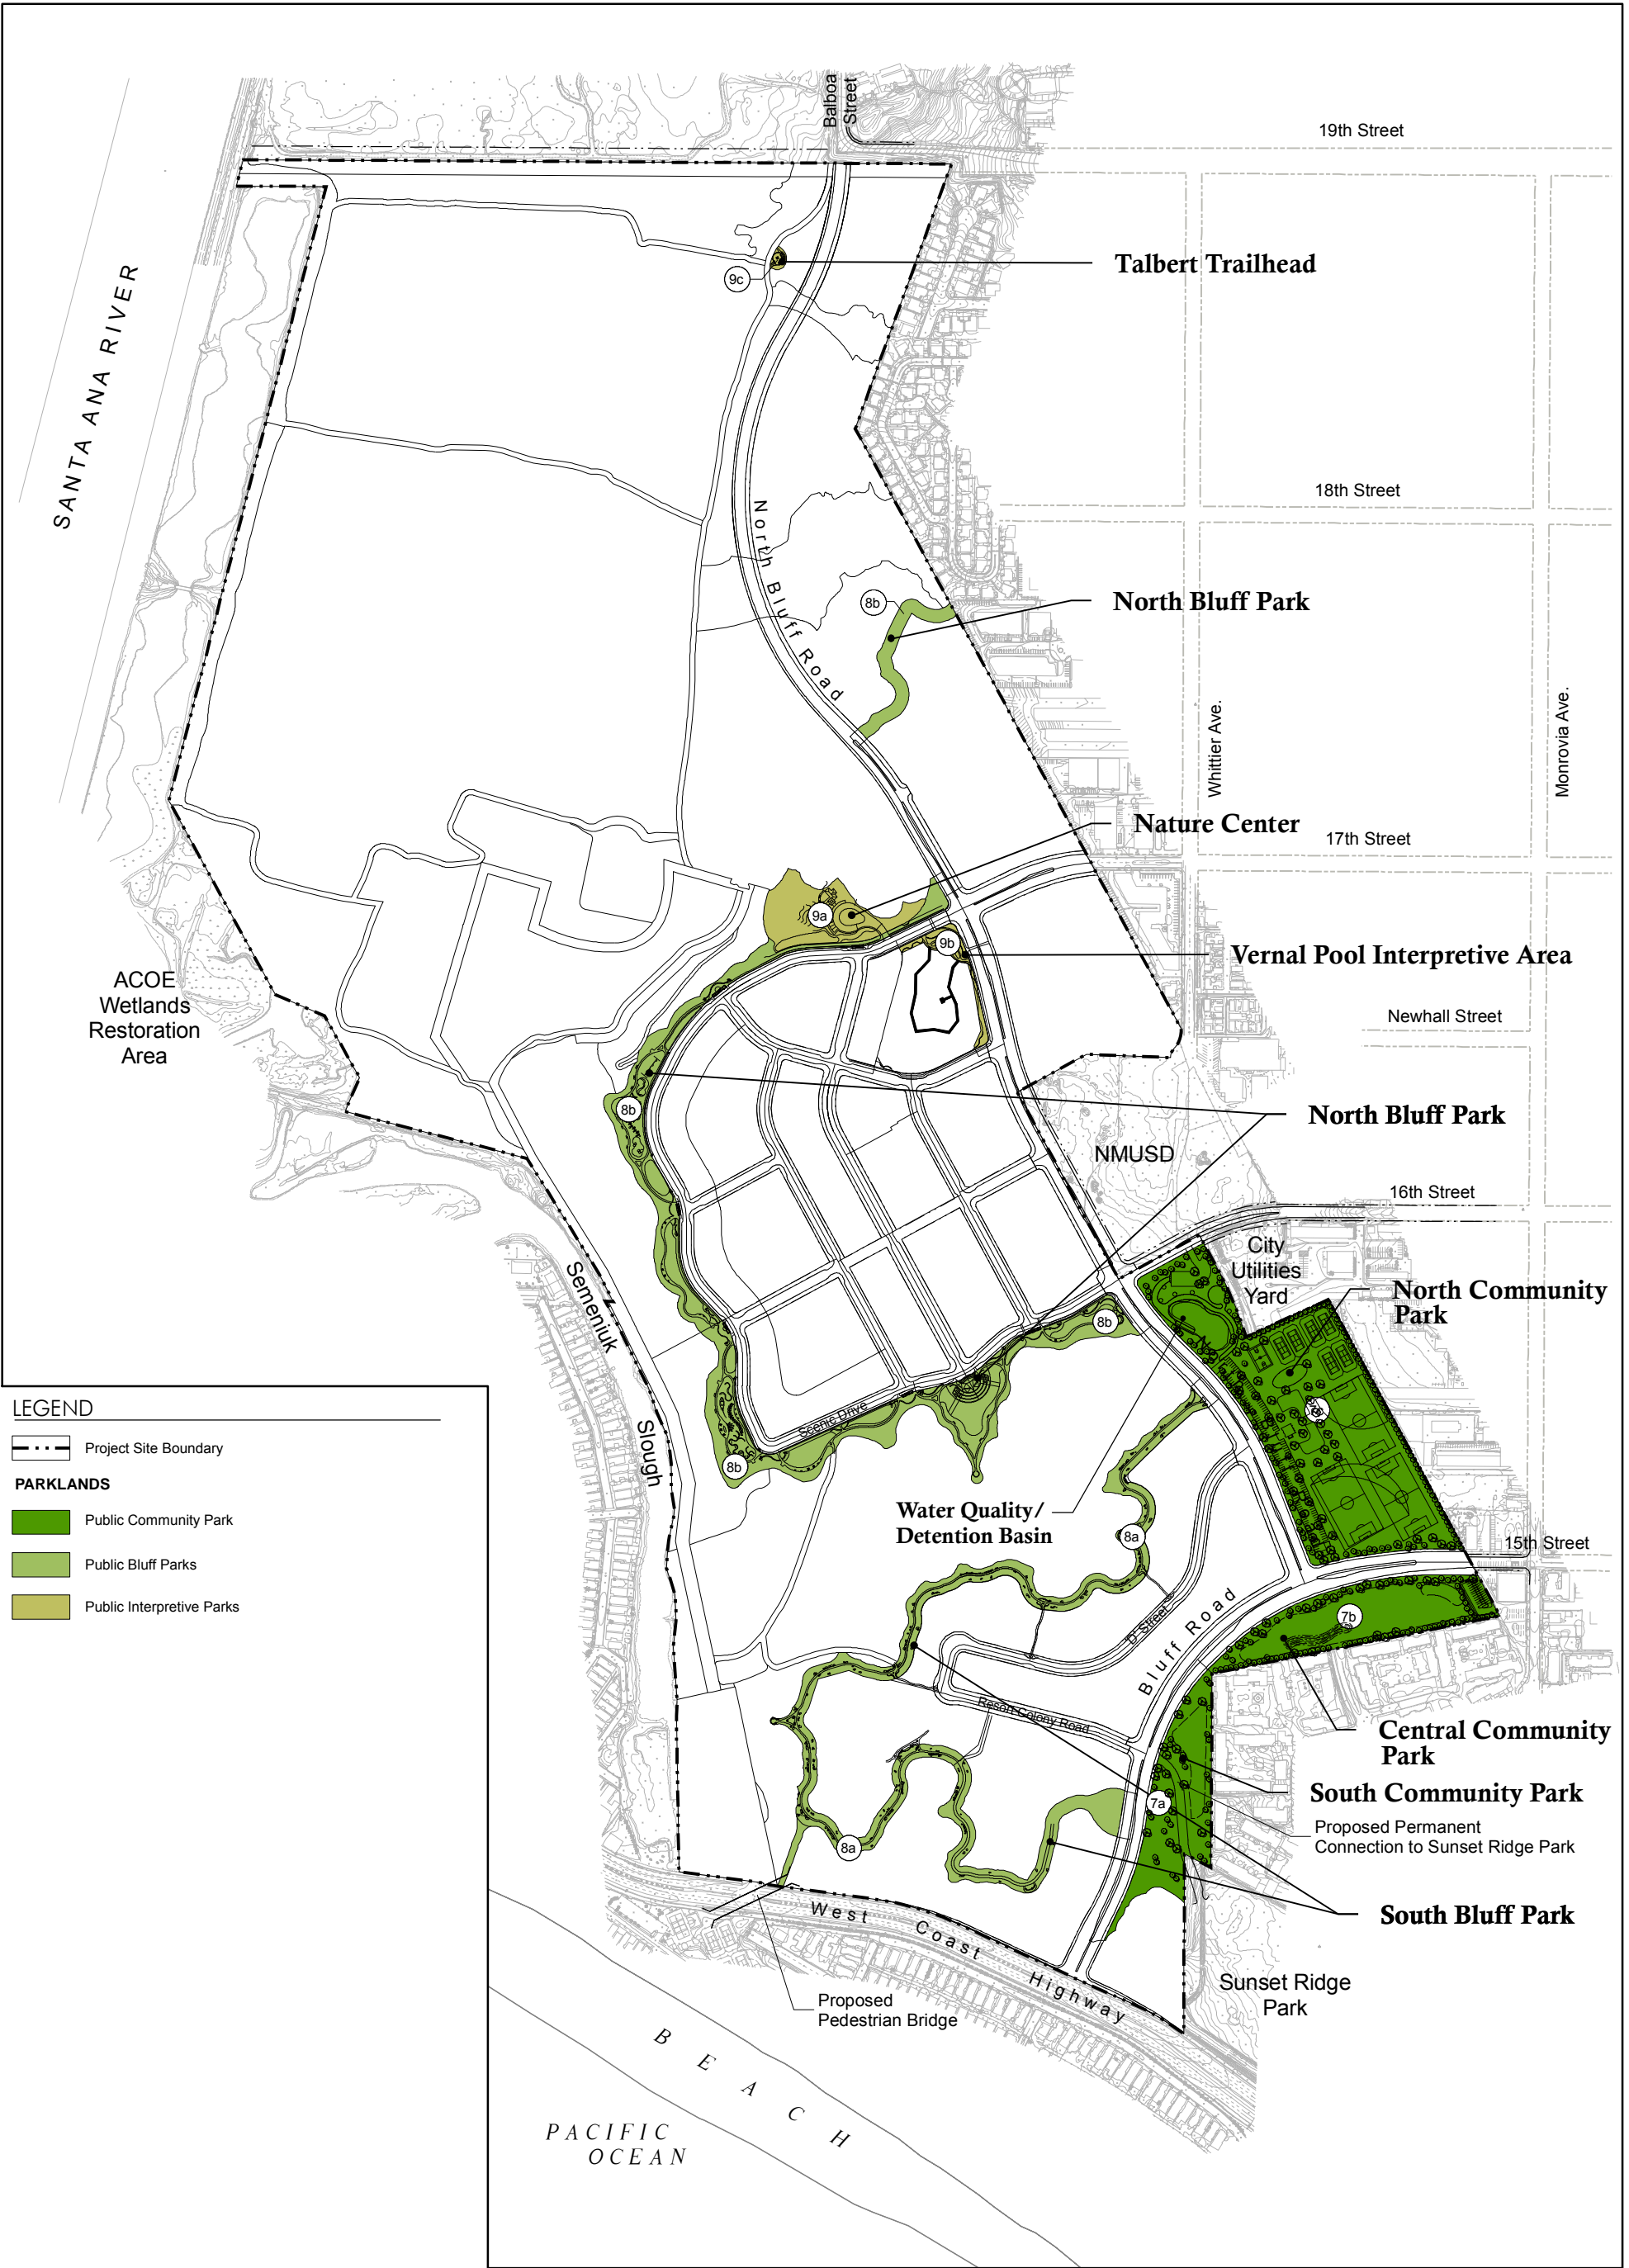 Balboa
Street
19th Street
SANTA ANA RIVER
9c
Talbert Trailhead
18th Street
North Bluff Road
8b
North Bluff Park
Whittier Ave.
Monrovia Ave.
Nature Center
17th Street
9a
9b
Vernal Pool Interpretive Area
ACOE
Wetlands
Restoration
Area
Newhall Street
8b
North Bluff Park
NMUSD
16th Street
City
Utilities
Yard
Semeniuk
Slough
North Community
Park
8b
LEGEND
Project Site Boundary
PARKLANDS
Public Community Park
Public Bluff Parks
Public Interpretive Parks
Scenic Drive
8b
Water Quality/
Detention Basin
8a
15th Street
D Street
Bluff Road
7b
Resort Colony Road
Central Community
Park
South Community Park
7a
Proposed Permanent
Connection to Sunset Ridge Park
8a
South Bluff Park
West Coast Highway
Sunset Ridge
Park
Proposed
Pedestrian Bridge
BEACH
PACIFIC
OCEAN